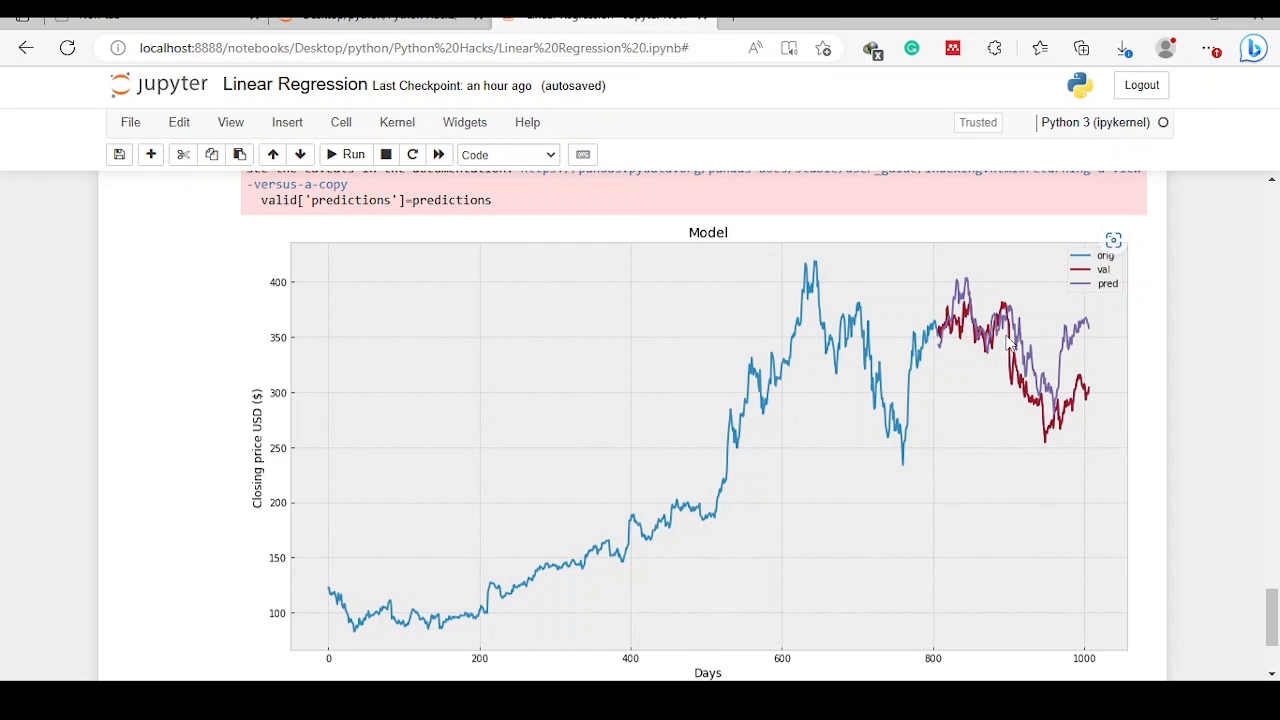 localhost:8888/notebooks/Desktop/python/Python%20Hacks/Linear%20Regression%20.ipynb#
jupyter Linear Regression Last Checkpoint: an hour ago (autosaved)
Logout
File Edit View Insert Cell Kernel Widgets Help
Trusted
Python 3 (ipykernel)
Run
Code
-versus-a-copy
valid['predictions']=predictions
Model
orig
val
pred
400
350
300
250
200
150
100
Closing price USD ($)
0 200 400 600 800 1000
Days